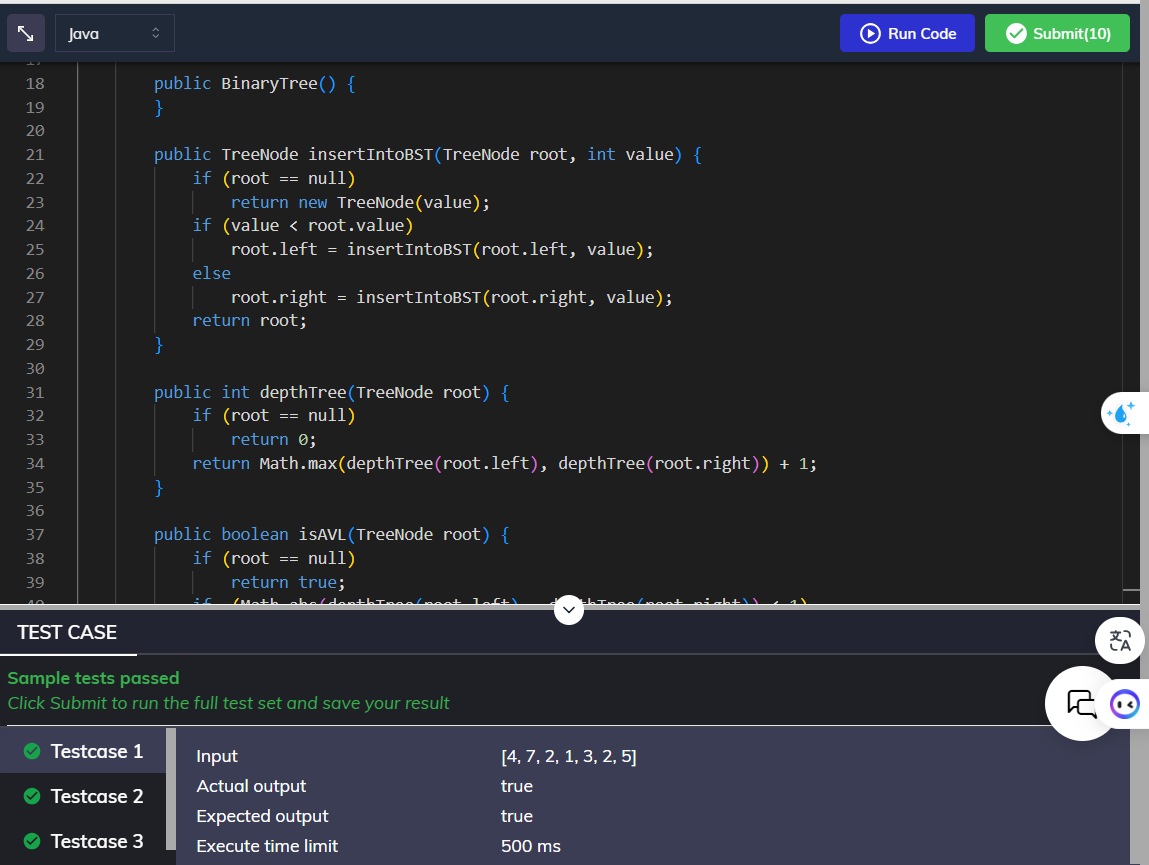 Java
Run Code
Submit(10)
17
18 public BinaryTree() {
19 }
20
21 public TreeNode insertIntoBST(TreeNode root, int value) {
22 if (root == null)
23 return new TreeNode(value);
24 if (value < root.value)
25 root.left = insertIntoBST(root.left, value);
26 else
27 root.right = insertIntoBST(root.right, value);
28 return root;
29 }
30
31 public int depthTree(TreeNode root) {
32 if (root == null)
33 return 0;
34 return Math.max(depthTree(root.left), depthTree(root.right)) + 1;
35 }
36
37 public boolean isAVL(TreeNode root) {
38 if (root == null)
39 return true;
40 if (Math.abs(depthTree(root.left)
TEST CASE
Sample tests passed
Click Submit to run the full test set and save your result
Testcase 1
Testcase 2
Testcase 3
Input [4, 7, 2, 1, 3, 2, 5]
Actual output true
Expected output true
Execute time limit 500 ms